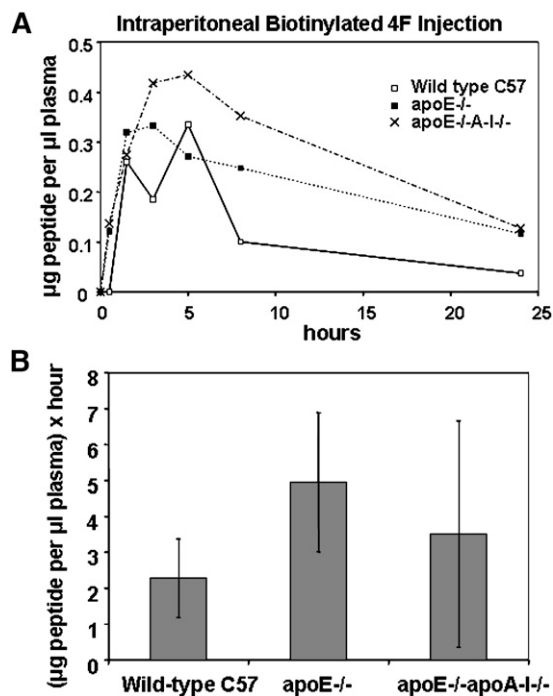 A
Intraperitoneal Biotinylated 4F Injection
0.5
0.4
0.3
0.2
0.1
0
µg peptide per µl plasma
Wild type C57
apoE-/-
apoE-/-A-I-/-
0 5 10 15 20 25
hours
B
8
7
6
5
4
3
2
1
0
(µg peptide per µl plasma) x hour
Wild-type C57 apoE-/- apoE-/-apoA-I-/-